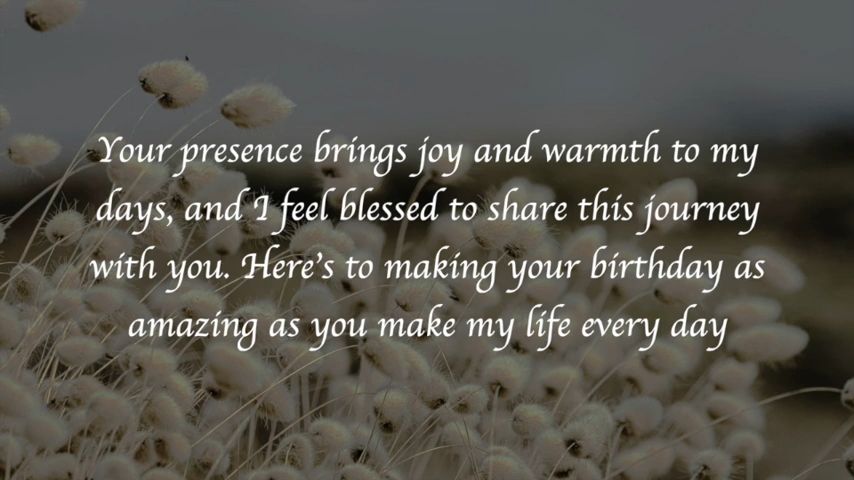 Your presence brings joy and warmth to my
days, and I feel blessed to share this journey
with you. Here's to making your birthday as
amazing as you make my life every day